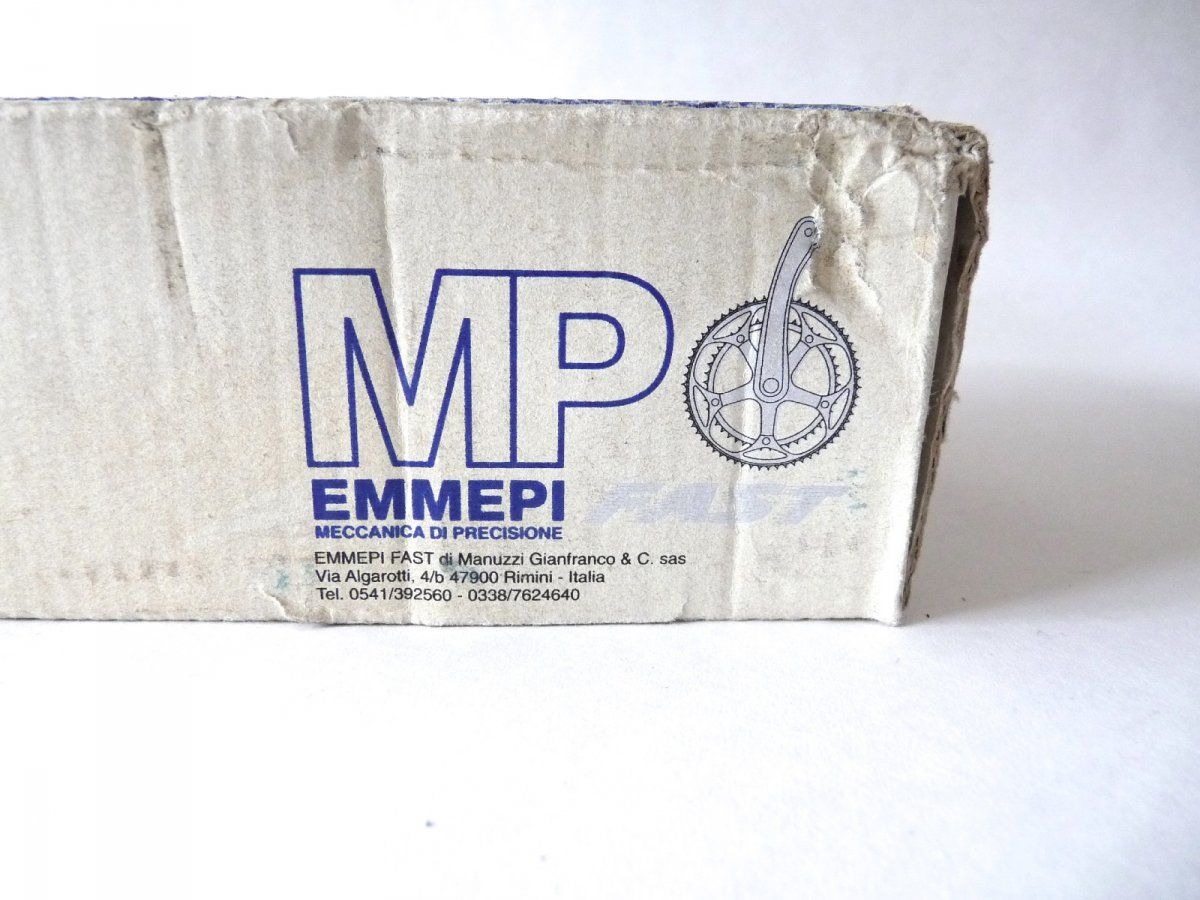 MP
EMMEPI FAST
MECCANICA DI PRECISIONE
EMMEPI FAST di Manuzzi Gianfranco & C. sas
Via Algarotti, 4/b 47900 Rimini - Italia
Tel. 0541/392560 - 0338/7624640